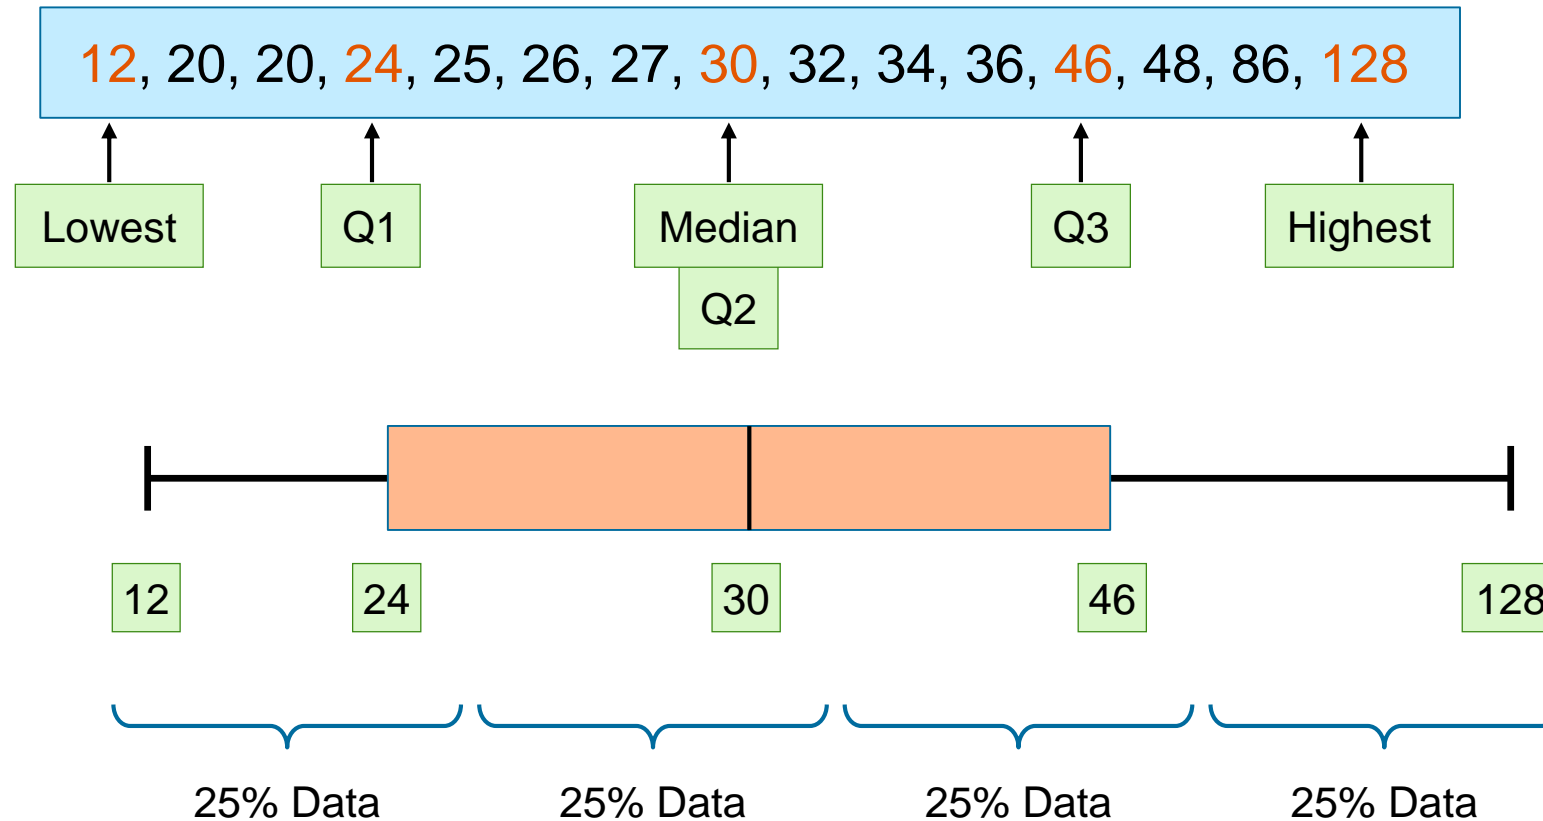 12, 20, 20, 24, 25, 26, 27, 30, 32, 34, 36, 46, 48, 86, 128
Lowest Q1 Median Q3 Highest
Q2
12 24 30 46 128
25% Data 25% Data 25% Data 25% Data